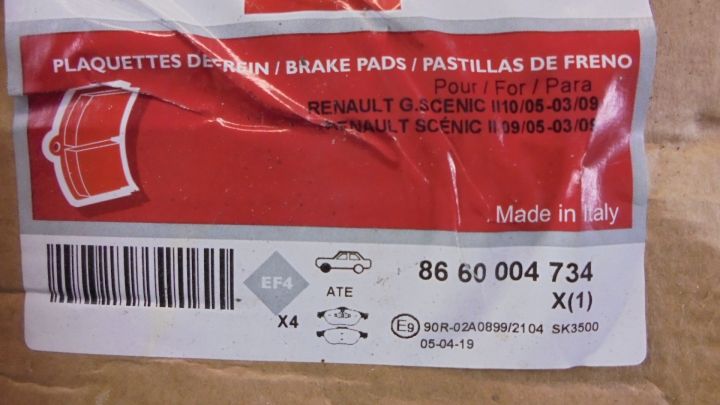 PLAQUETTES DE FREIN / BRAKE PADS / PASTILLAS DE FRENO
Pour / For / Para
RENAULT G.SCENIC II 10/05-03/09
RENAULT SCÉNIC II 09/05-03/09
Made in Italy
EF4
ATE
X4
86 60 004 734
X(1)
E9 90R-02A0899/2104 SK3500
05-04-19